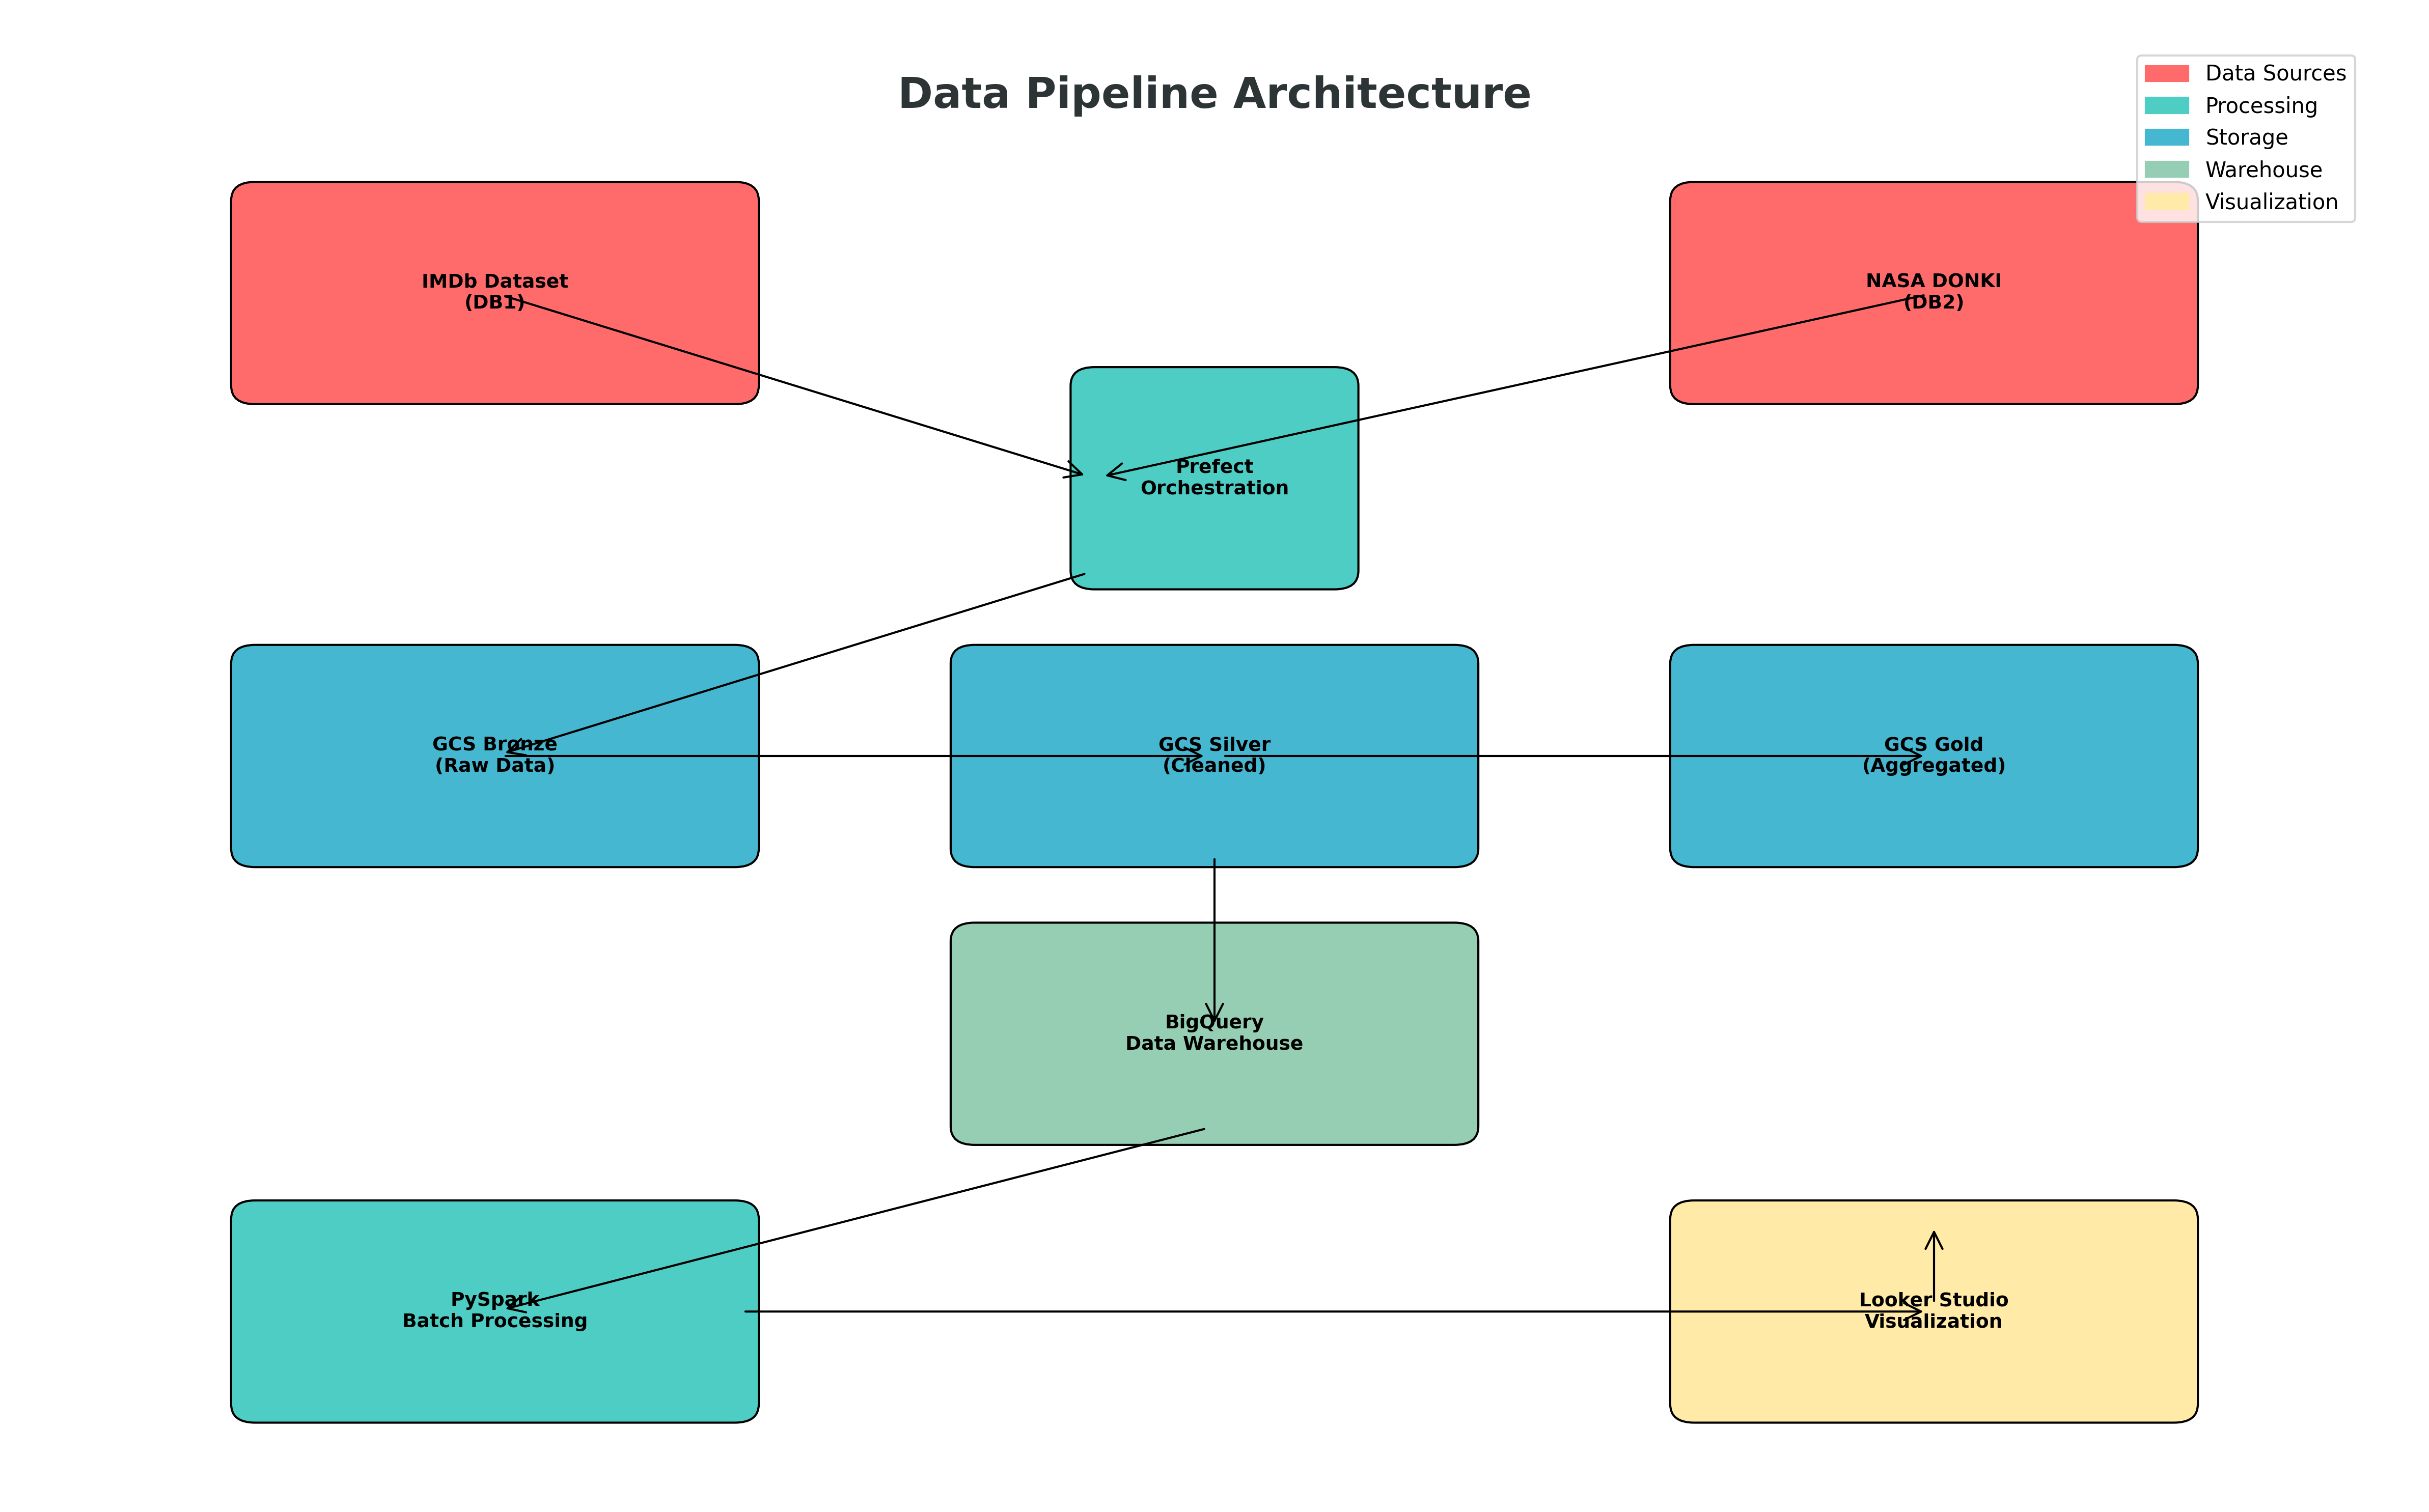 Data Pipeline Architecture
Data Sources
Processing
Storage
Warehouse
Visualization
IMDb Dataset
(DB1)
NASA DONKI
(DB2)
Prefect
Orchestration
GCS Bronze
(Raw Data)
GCS Silver
(Cleaned)
GCS Gold
(Aggregated)
BigQuery
Data Warehouse
PySpark
Batch Processing
Looker Studio
Visualization